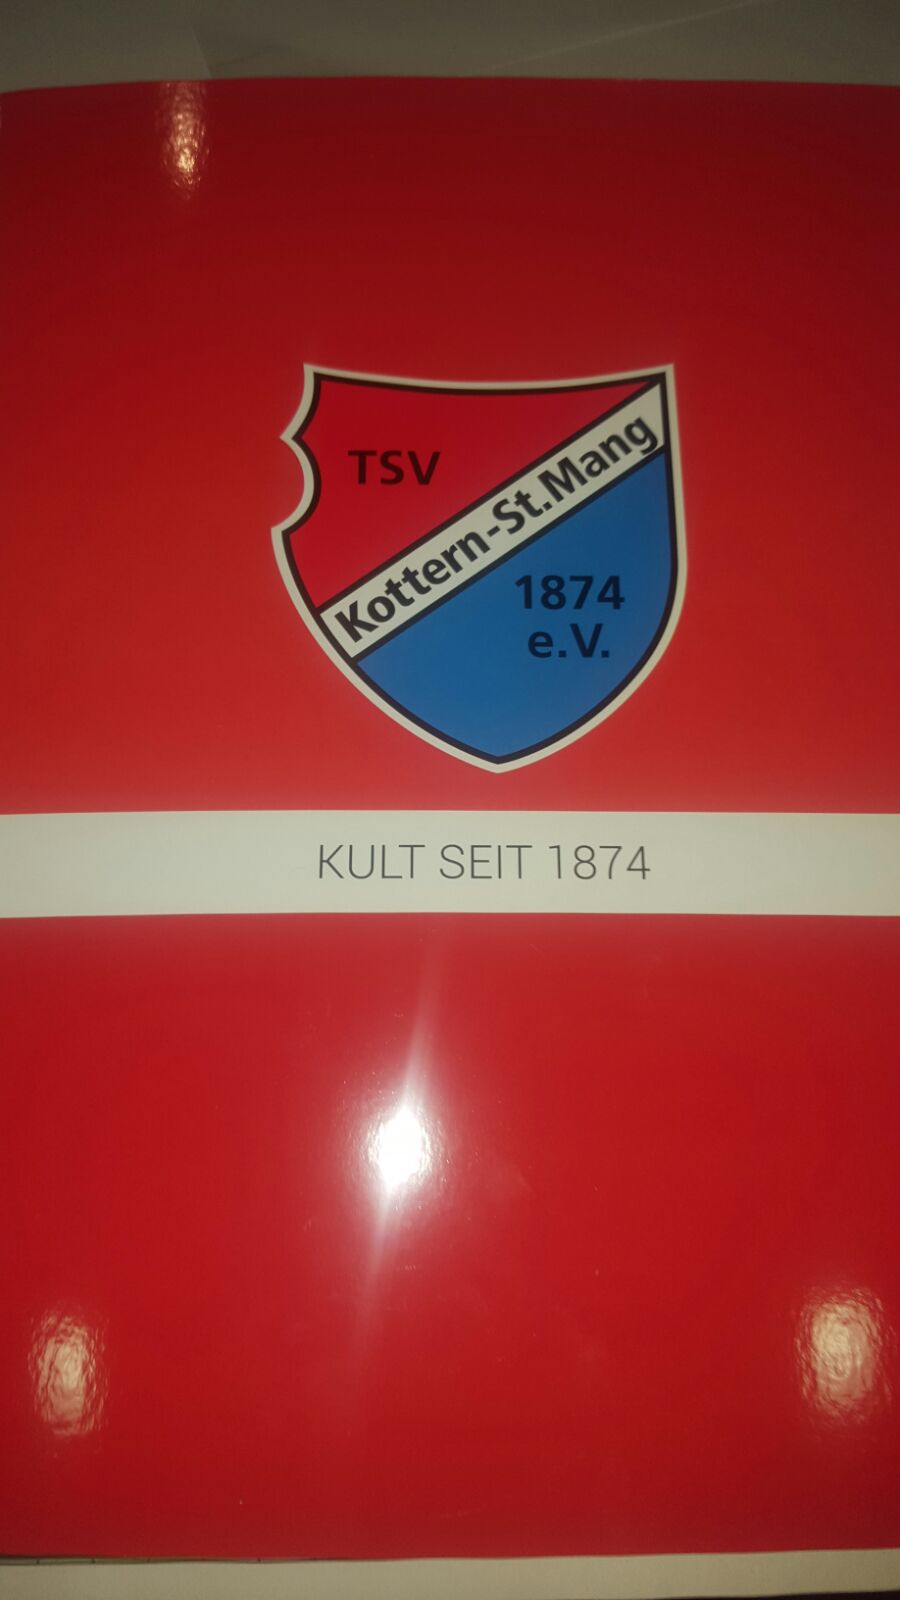 TSV
Kottern-St.Mang
1874
e.V.
KULT SEIT 1874